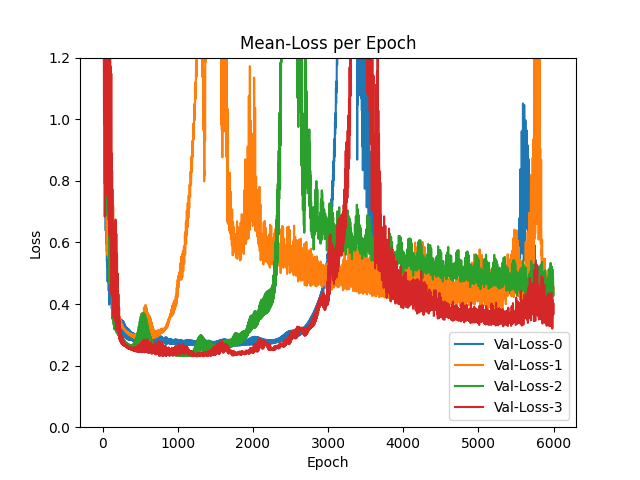 Mean-Loss per Epoch
1.2
1.0
0.8
0.6
0.4
0.2
0.0
Loss
0 1000 2000 3000 4000 5000 6000
Epoch
Val-Loss-0
Val-Loss-1
Val-Loss-2
Val-Loss-3